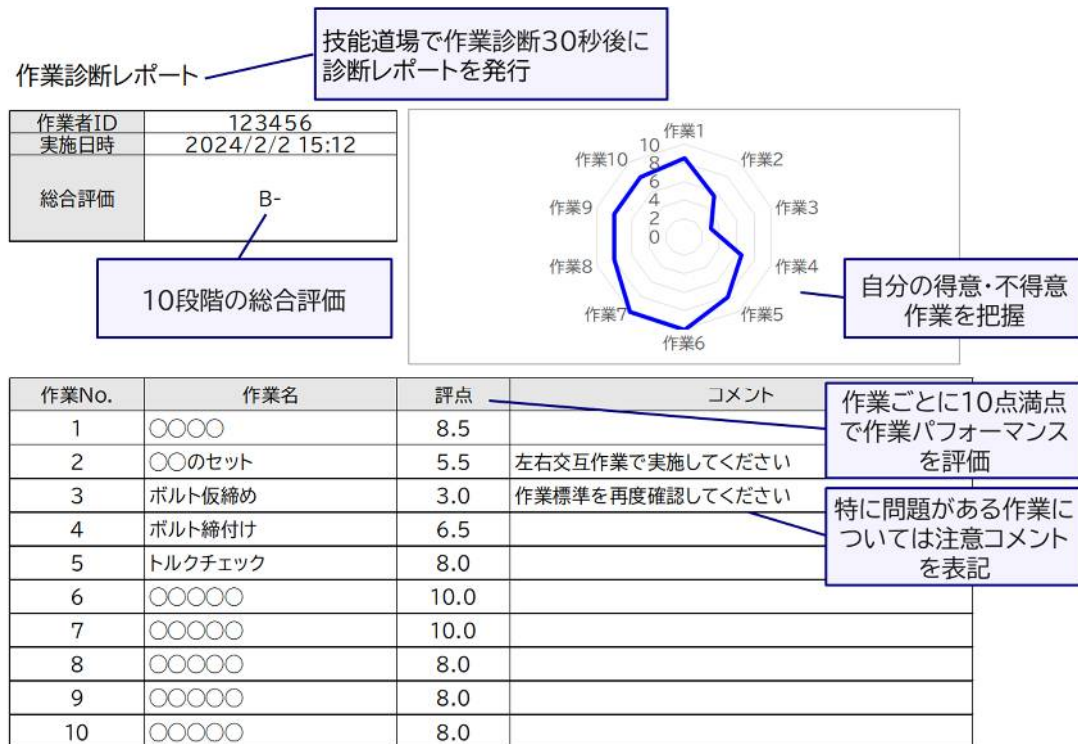 技能道場で作業診断30秒後に
診断レポートを発行
作業診断レポート
作業者ID 123456
実施日時 2024/2/2 15:12
総合評価 B-
10段階の総合評価
作業1
作業2
作業3
作業4
作業5
作業6
作業7
作業8
作業9
作業10
10
8
6
4
2
0
自分の得意・不得意
作業を把握
作業No. 作業名 評点 コメント
1 ○○○○ 8.5
2 ○○のセット 5.5 左右交互作業で実施してください
3 ボルト仮締め 3.0 作業標準を再度確認してください
4 ボルト締付け 6.5
5 トルクチェック 8.0
6 ○○○○○ 10.0
7 ○○○○○ 10.0
8 ○○○○○ 8.0
9 ○○○○○ 8.0
10 ○○○○○ 8.0
作業ごとに10点満点
で作業パフォーマンス
を評価
特に問題がある作業に
ついては注意コメント
を表記